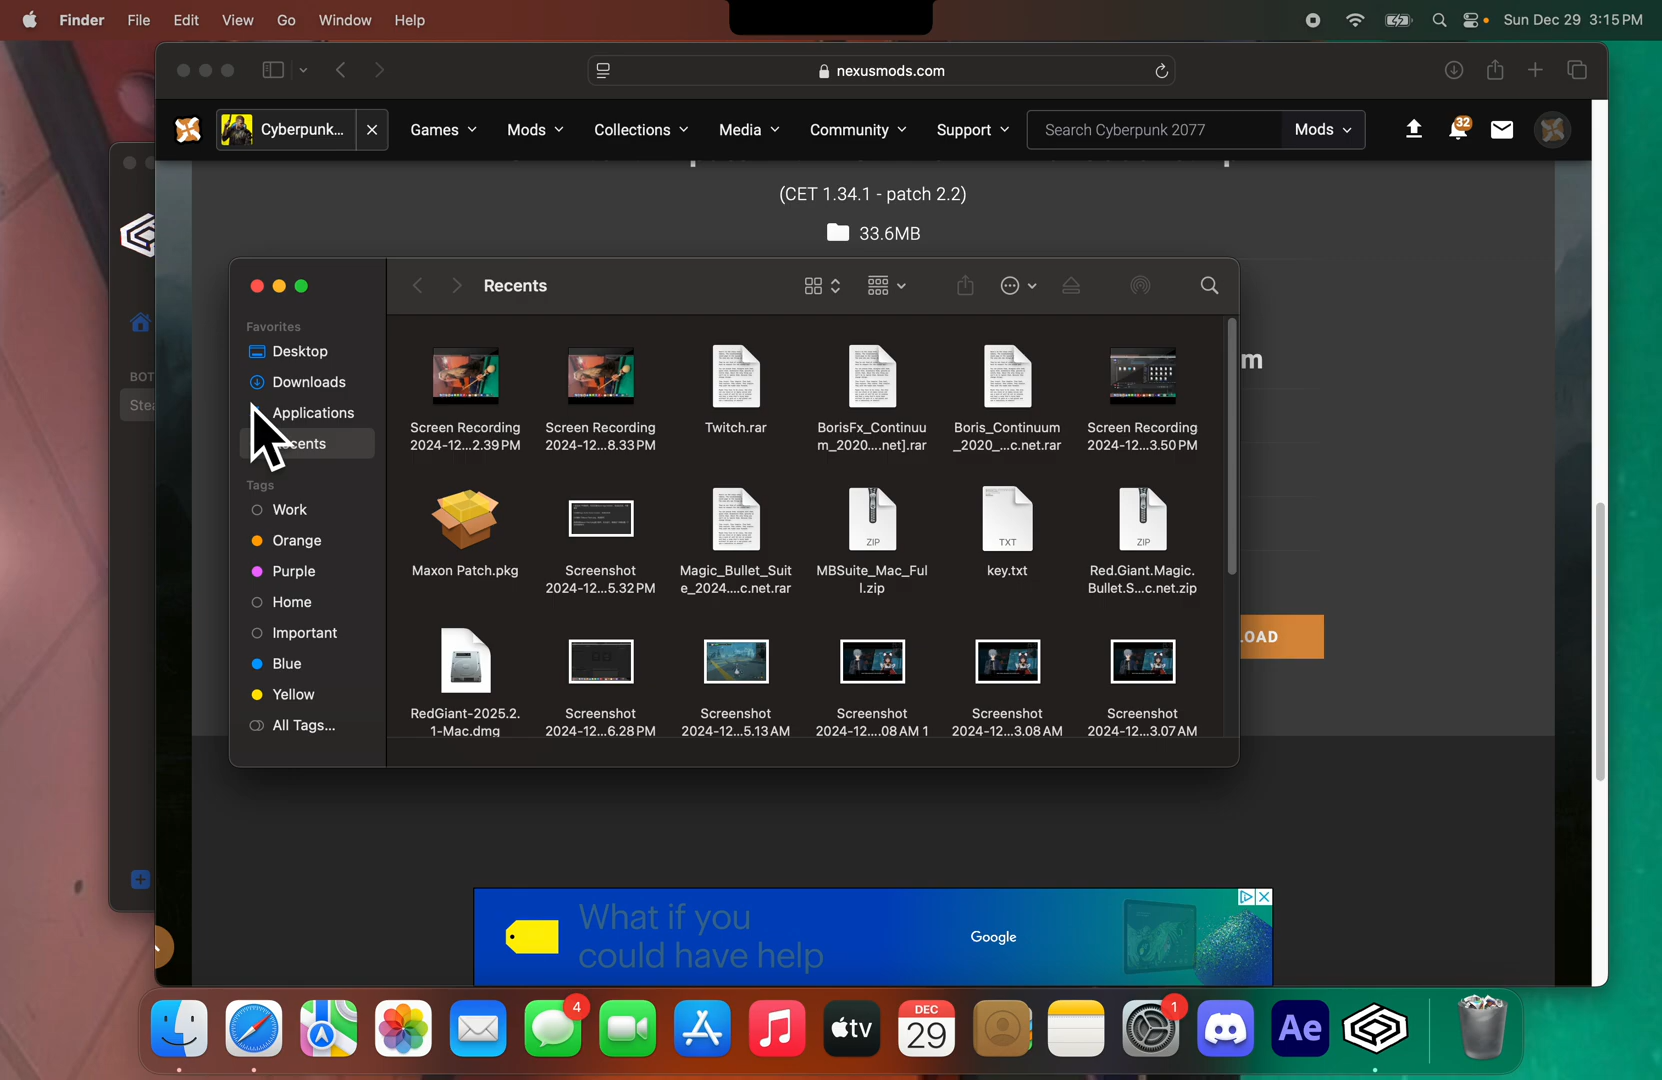 Finder File Edit View Go Window Help
Sun Dec 29 3:15 PM
nexusmods.com
Cyberpunk...
Games Mods Collections Media Community Support
Search Cyberpunk 2077
Mods
32
(CET 1.34.1 - patch 2.2)
33.6MB
Recents
Favorites
Desktop
Downloads
Applications
Tags
Work
Orange
Purple
Home
Important
Blue
Yellow
All Tags...
Screen Recording
2024-12...2.39 PM
Screen Recording
2024-12...8.33 PM
Twitch.rar
BorisFx_Continuu
m_2020....net].rar
Boris_Continuum
_2020_...c.net.rar
Screen Recording
2024-12...3.50 PM
Maxon Patch.pkg
Screenshot
2024-12...5.32 PM
Magic_Bullet_Suit
e_2024....c.net.rar
ZIP
MBSuite_Mac_Ful
l.zip
TXT
key.txt
ZIP
Red.Giant.Magic.
Bullet.S...c.net.zip
RedGiant-2025.2.
1-Mac.dmg
Screenshot
2024-12...6.28 PM
Screenshot
2024-12...5.13 AM
Screenshot
2024-12....08 AM 1
Screenshot
2024-12...3.08 AM
Screenshot
2024-12...3.07 AM
What if you
could have help
Google
4
tv
DEC
29
1
Ae